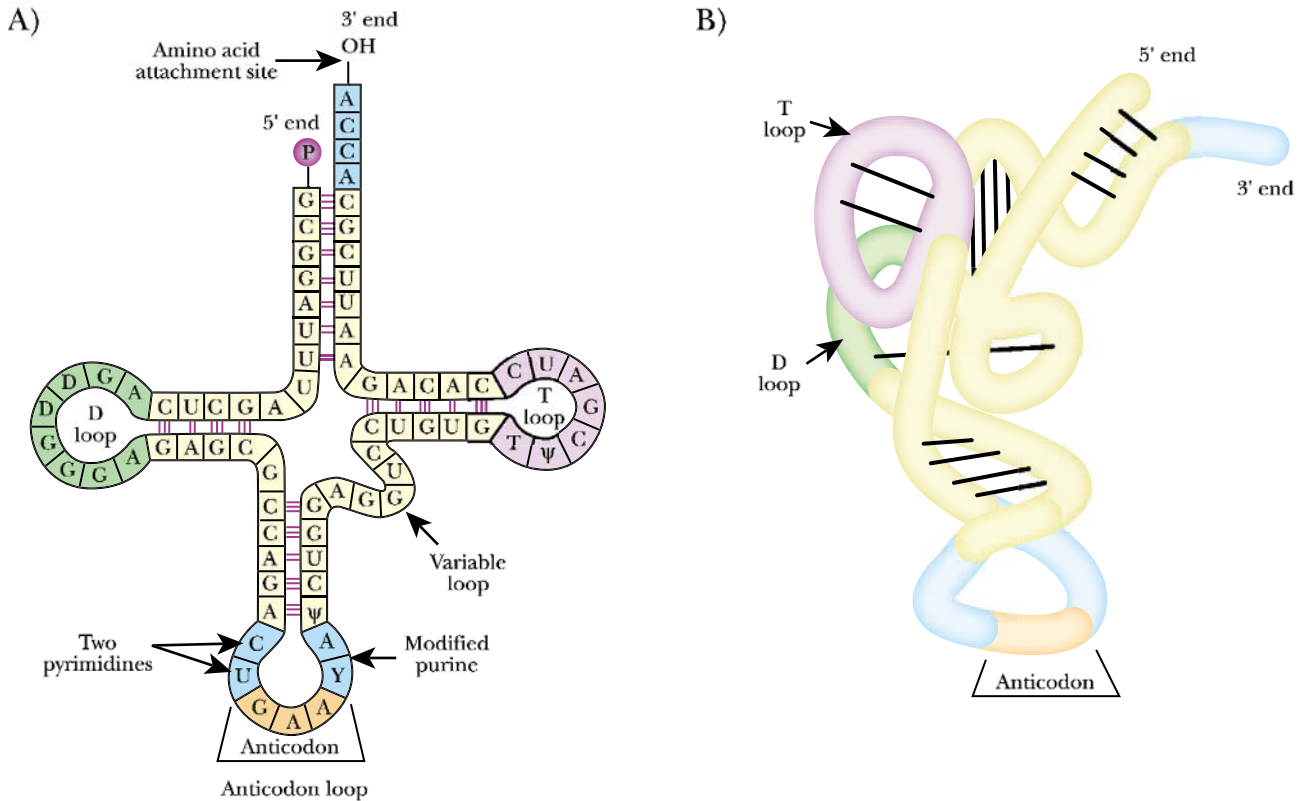 A)
3' end
OH
Amino acid
attachment site
5' end
P
A
C
C
A
C
G
C
U
U
A
A
G
C
G
G
A
U
U
U
A G C U C
A G D D G G G A
D
loop
G A G C
G
C
C
A
G
A
C
U
G A A
Y
A
ψ
C
U
G
G
A G G
U
C
C U G U G
T ψ C G A U C
T
loop
C A C A G
Variable
loop
Two
pyrimidines
Modified
purine
Anticodon
Anticodon loop
B)
5' end
T
loop
3' end
D
loop
Anticodon